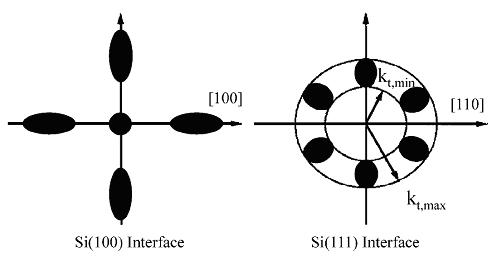 [100]
Si(100) Interface
k_t,min
[110]
k_t,max
Si(111) Interface